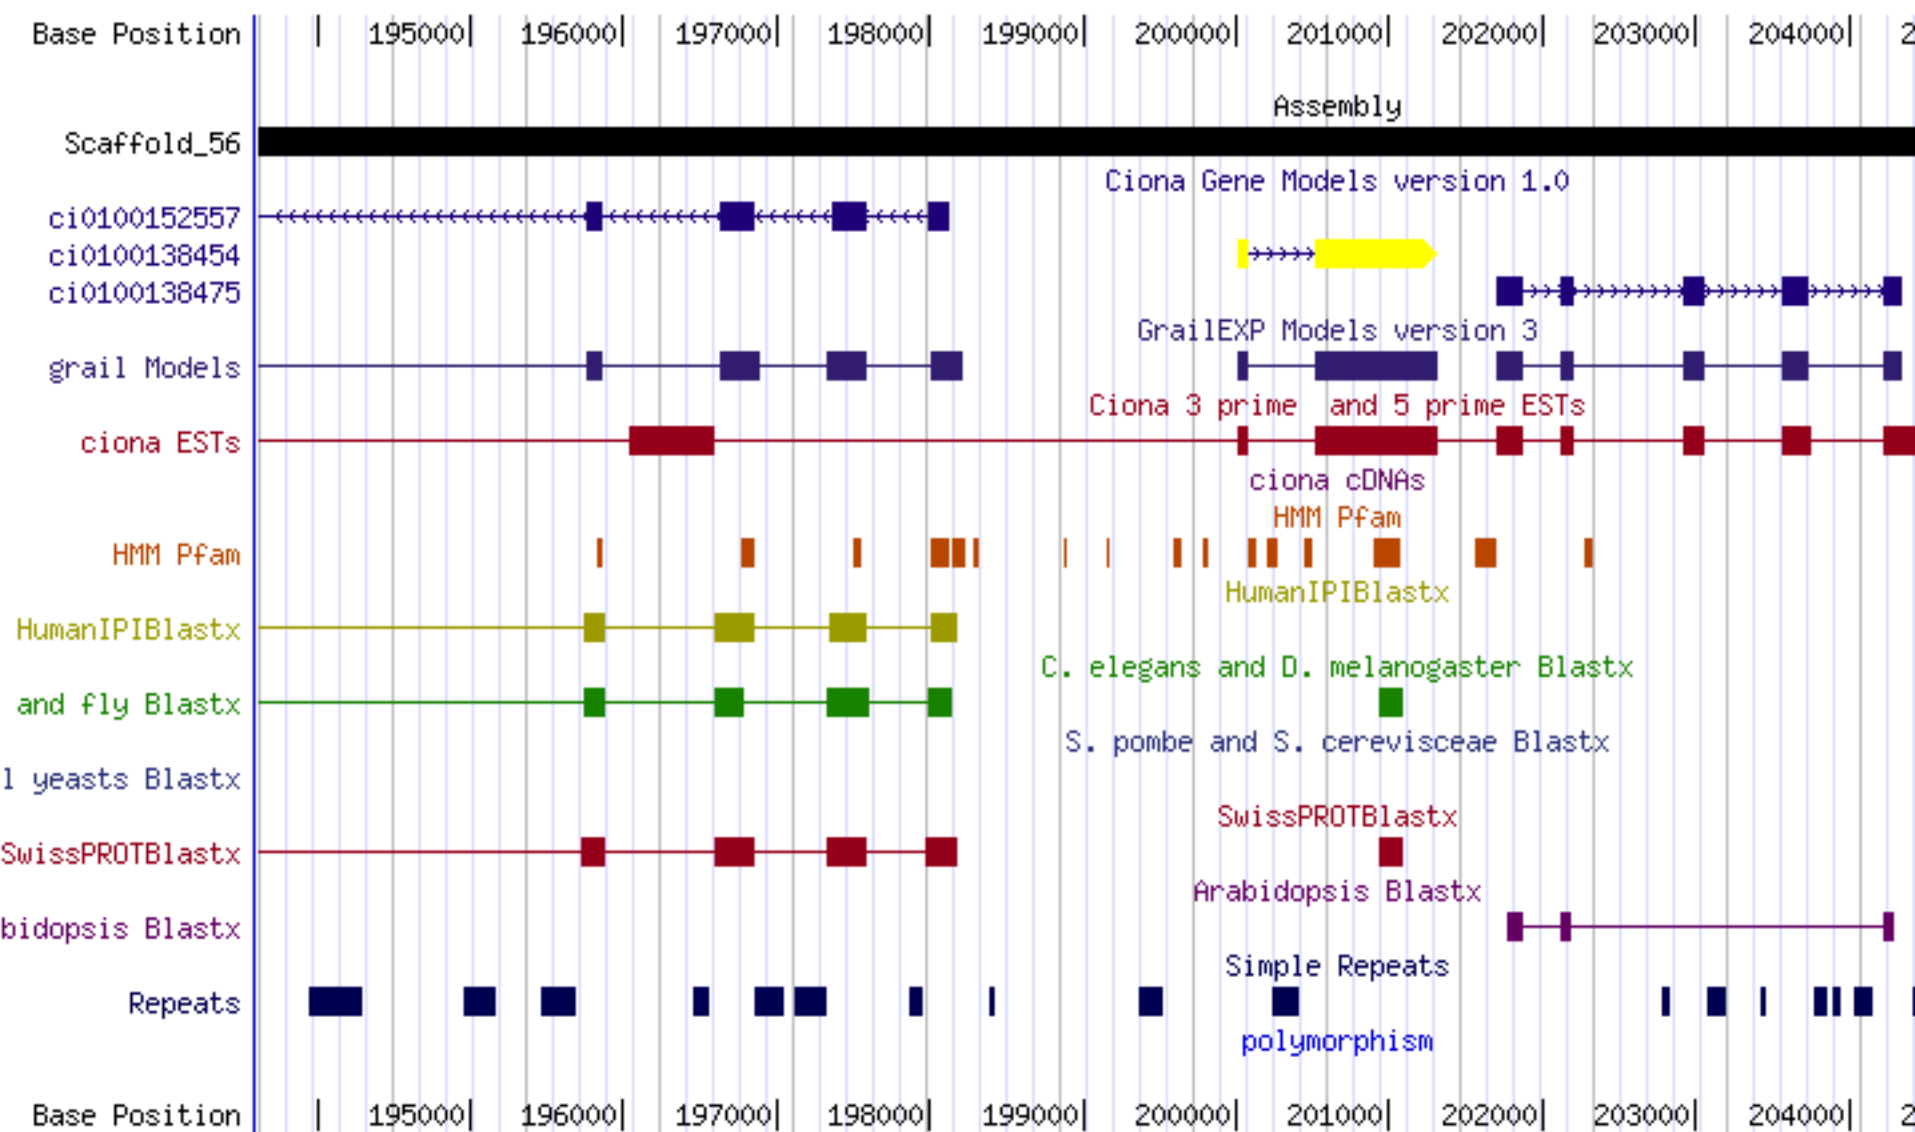 Base Position | 195000| 196000| 197000| 198000| 199000| 200000| 201000| 202000| 203000| 204000| 2
Assembly
Scaffold_56
Ciona Gene Models version 1.0
ci0100152557
ci0100138454
ci0100138475
GrailEXP Models version 3
grail Models
Ciona 3 prime and 5 prime ESTs
ciona ESTs
ciona cDNAs
HMM Pfam
HMM Pfam
HumanIPIBlastx
HumanIPIBlastx
C. elegans and D. melanogaster Blastx
and fly Blastx
S. pombe and S. cerevisceae Blastx
l yeasts Blastx
SwissPROTBlastx
SwissPROTBlastx
Arabidopsis Blastx
bidopsis Blastx
Simple Repeats
Repeats
polymorphism
Base Position | 195000| 196000| 197000| 198000| 199000| 200000| 201000| 202000| 203000| 204000| 2